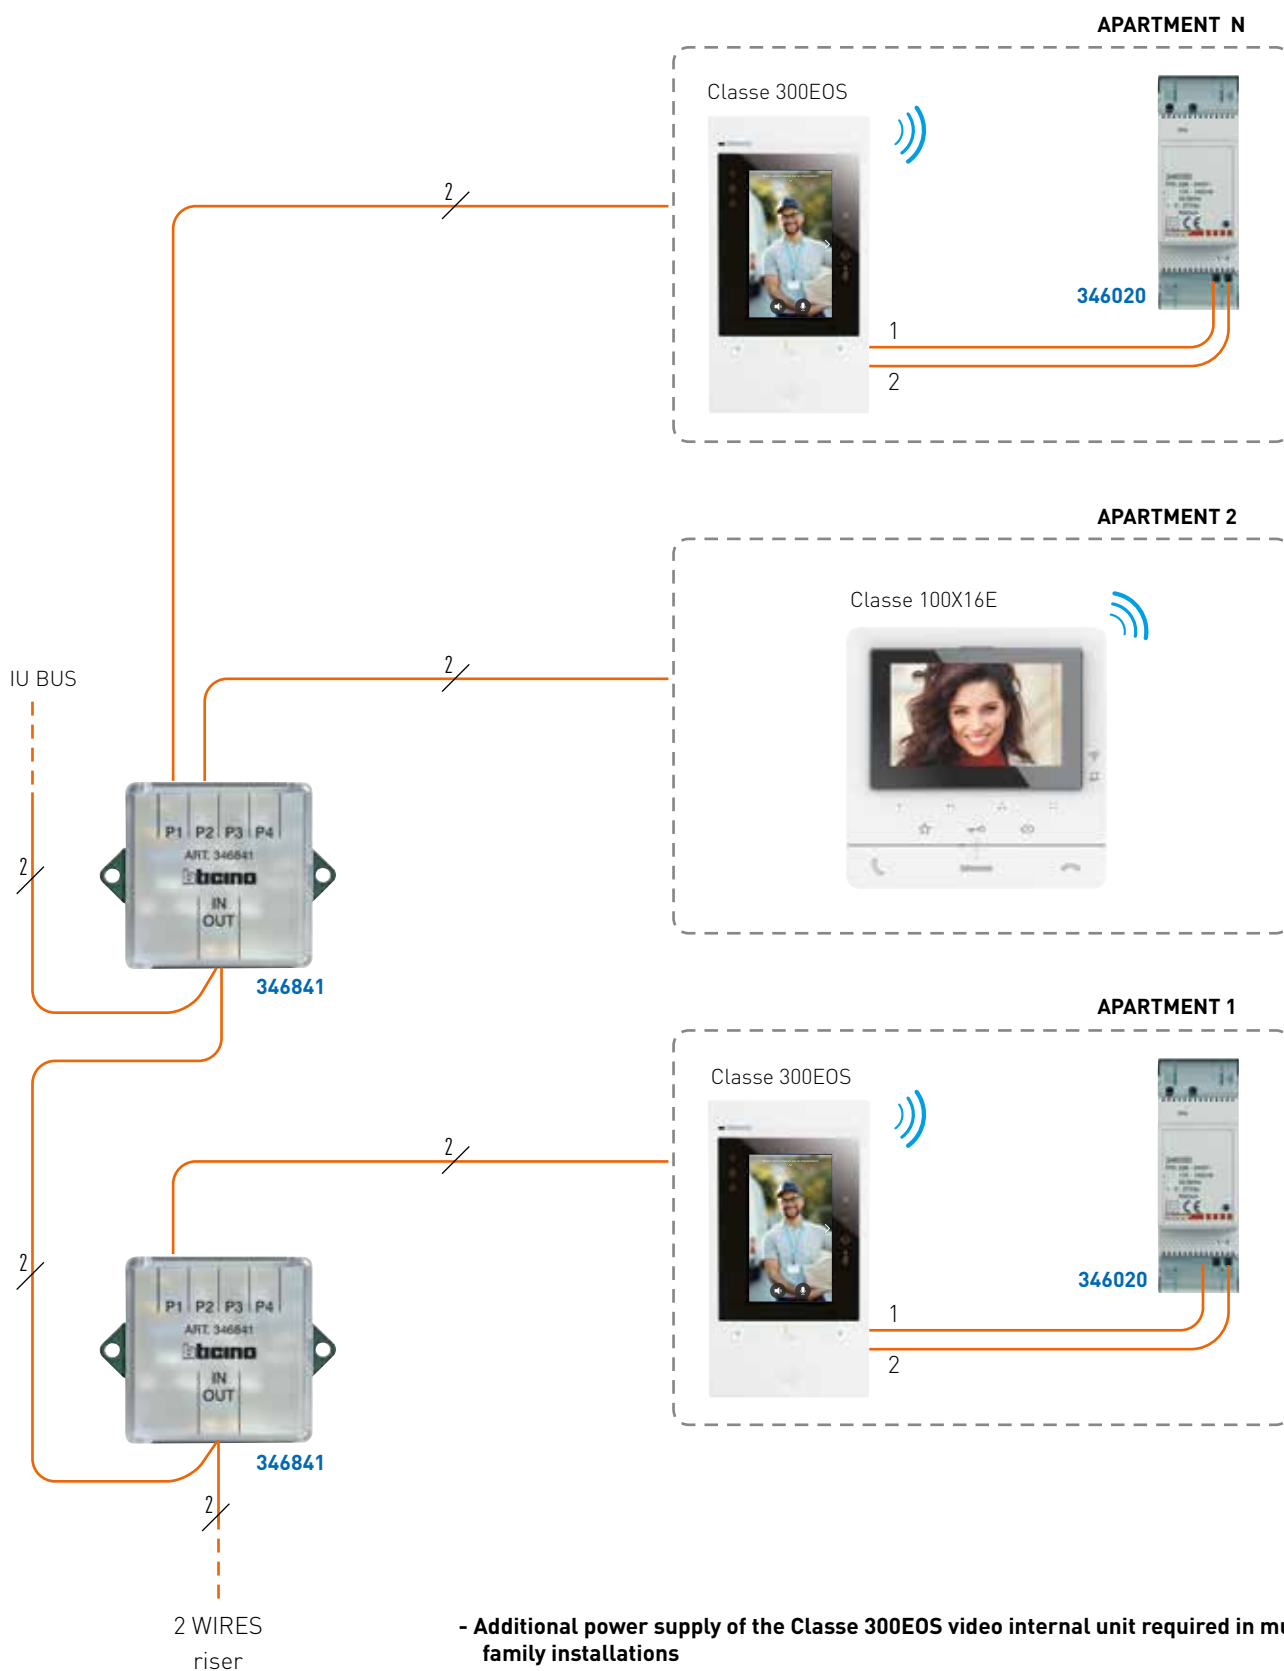 APARTMENT N
Classe 300EOS
2
346020
1
2
APARTMENT 2
Classe 100X16E
2
IU BUS
P1 P2 P3 P4
ART. 346841
bticino
IN
OUT
2
346841
APARTMENT 1
Classe 300EOS
2
346020
1
2
2
P1 P2 P3 P4
ART. 346841
bticino
IN
OUT
346841
2
2 WIRES
riser
- Additional power supply of the Classe 300EOS video internal unit required in
family installations